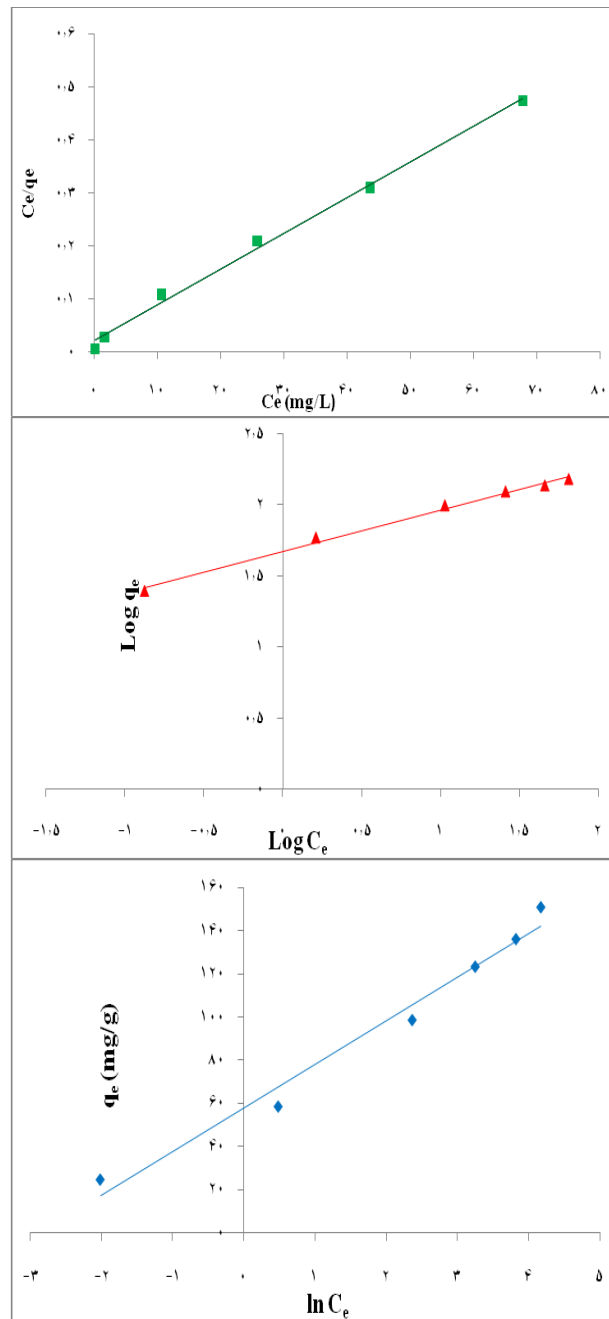 ۰٫۶
۰٫۵
۰٫۴
۰٫۳
۰٫۲
۰٫۱
۰
Ce/qe
۰ ۱۰ ۲۰ ۳۰ ۴۰ ۵۰ ۶۰ ۷۰ ۸۰
Ce (mg/L)
۲٫۵
۲
۱٫۵
۱
۰٫۵
۰
Log qe
-۱٫۵ -۱ -۰٫۵ ۰ ۰٫۵ ۱ ۱٫۵ ۲
Log Ce
۱۶۰
۱۴۰
۱۲۰
۱۰۰
۸۰
۶۰
۴۰
۲۰
۰
qe (mg/g)
-۳ -۲ -۱ ۰ ۱ ۲ ۳ ۴ ۵
ln Ce